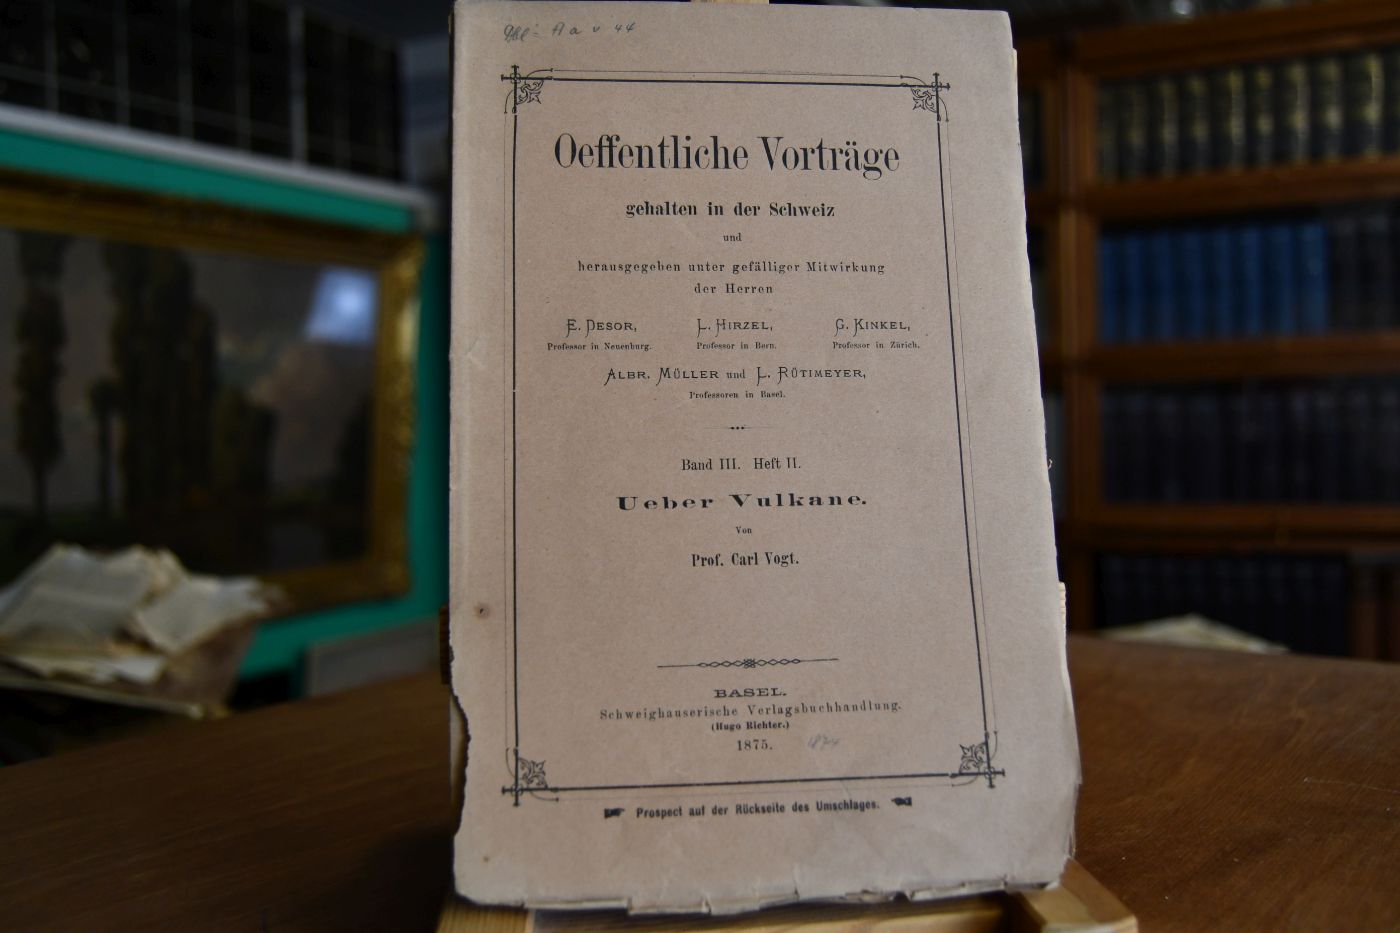 Oeffentliche Vorträge
gehalten in der Schweiz
und
herausgegeben unter gefälliger Mitwirkung
der Herren
E. DESOR, L. HIRZEL, G. KINKEL,
Professor in Neuenburg. Professor in Bern. Professor in Zürich.
ALBR. MÜLLER und L. RÜTIMEYER,
Professoren in Basel.
Band III. Heft II.
Ueber Vulkane.
Von
Prof. Carl Vogt.
BASEL.
Schweighauserische Verlagsbuchhandlung.
(Hugo Richter.)
1875. 1874
Prospect auf der Rückseite des Umschlages.